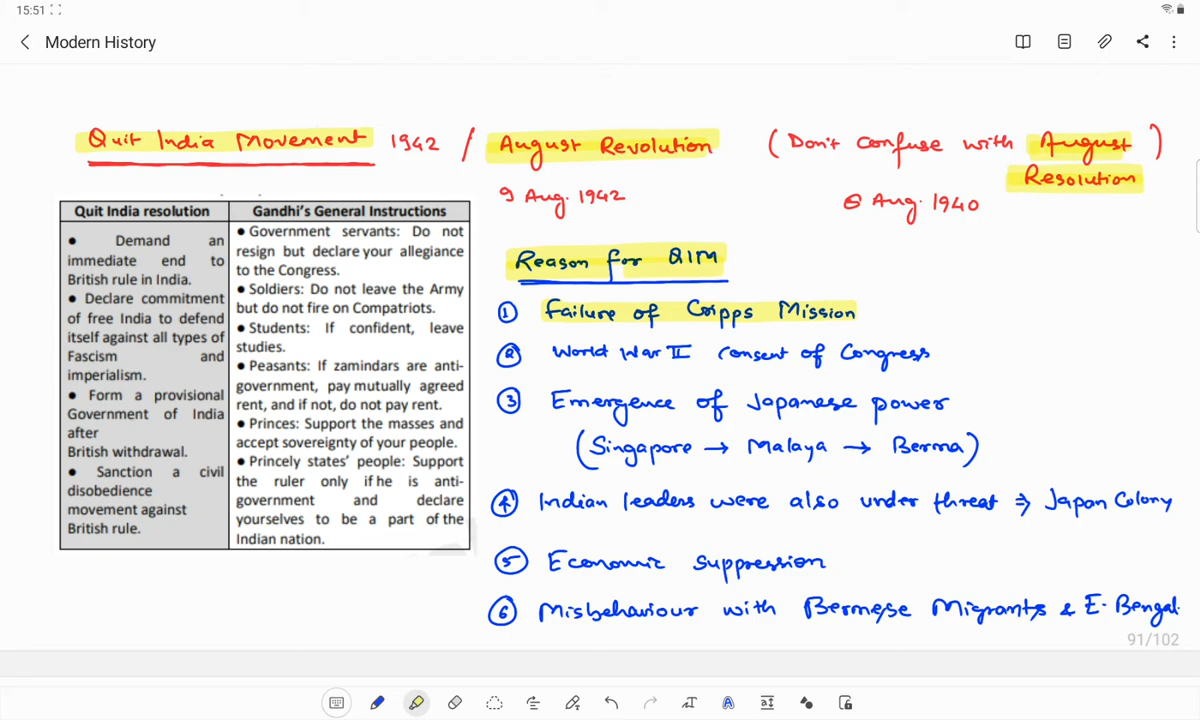 15:51
Modern History
Quit India Movement 1942 / August Revolution (Don't confuse with August Resolution)
9 Aug. 1942
8 Aug. 1940
Quit India resolution
● Demand an
immediate end to
British rule in India.
● Declare commitment
of free India to defend
itself against all types of
Fascism and
imperialism.
● Form a provisional
Government of India
after
British withdrawal.
● Sanction a civil
disobedience
movement against
British rule.
Gandhi's General Instructions
● Government servants: Do not
resign but declare your allegiance
to the Congress.
● Soldiers: Do not leave the Army
but do not fire on Compatriots.
● Students: If confident, leave
studies.
● Peasants: If zamindars are anti-
government, pay mutually agreed
rent, and if not, do not pay rent.
● Princes: Support the masses and
accept sovereignty of your people.
● Princely states' people: Support
the ruler only if he is anti-
government and declare
yourselves to be a part of the
Indian nation.
Reason for QIM
① Failure of Cripps Mission
② World War II consent of Congress
③ Emergence of Japanese power
(Singapore → Malaya → Berma)
④ Indian leaders were also under threat ⇒ Japan Colony
⑤ Economic suppression
⑥ Misbehaviour with Bermese Migrants & E. Bengal.
91/102